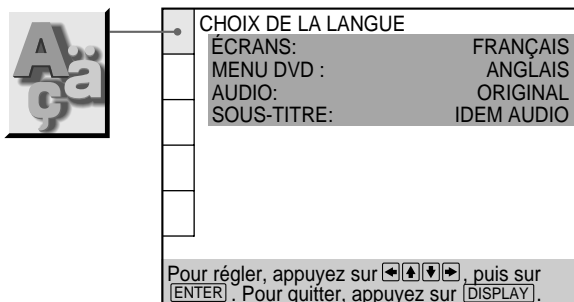 Aäç
CHOIX DE LA LANGUE
ÉCRANS: FRANÇAIS
MENU DVD : ANGLAIS
AUDIO: ORIGINAL
SOUS-TITRE: IDEM AUDIO
Pour régler, appuyez sur ←↑↓→, puis sur
ENTER . Pour quitter, appuyez sur DISPLAY .